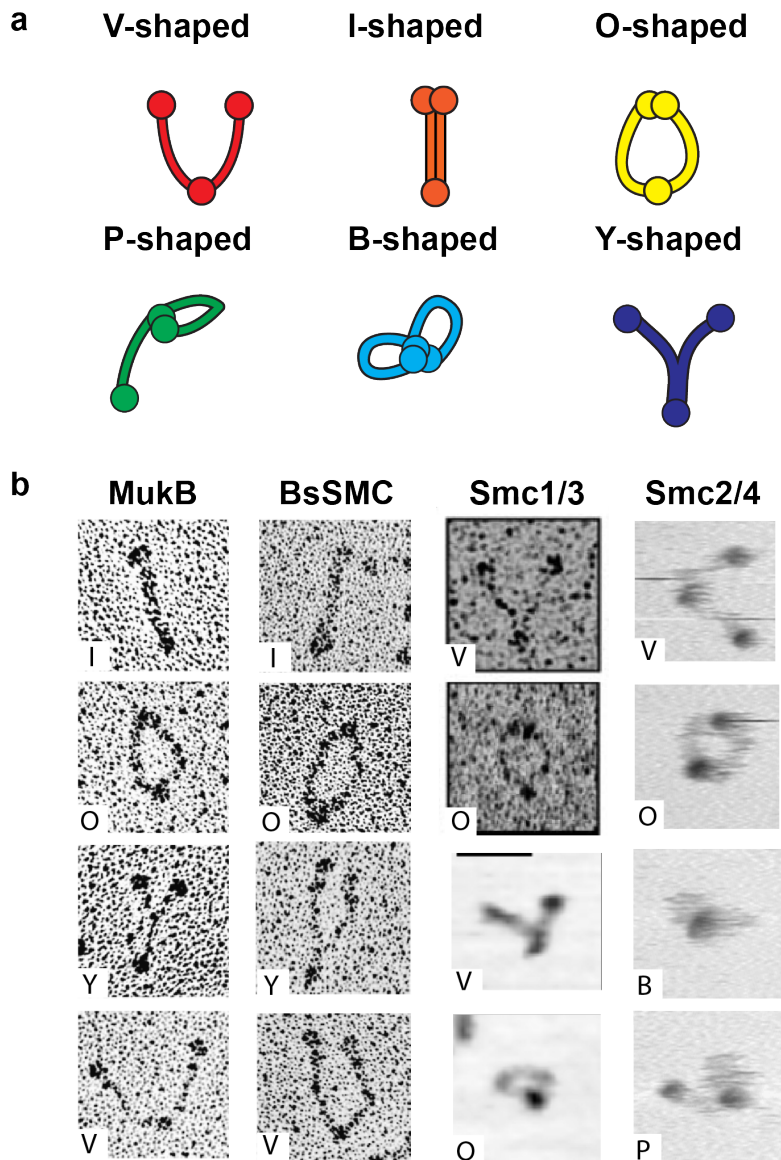 a
V-shaped I-shaped O-shaped
P-shaped B-shaped Y-shaped
b
MukB BsSMC Smc1/3 Smc2/4
I I V V
O O O O
Y Y V B
V V O P